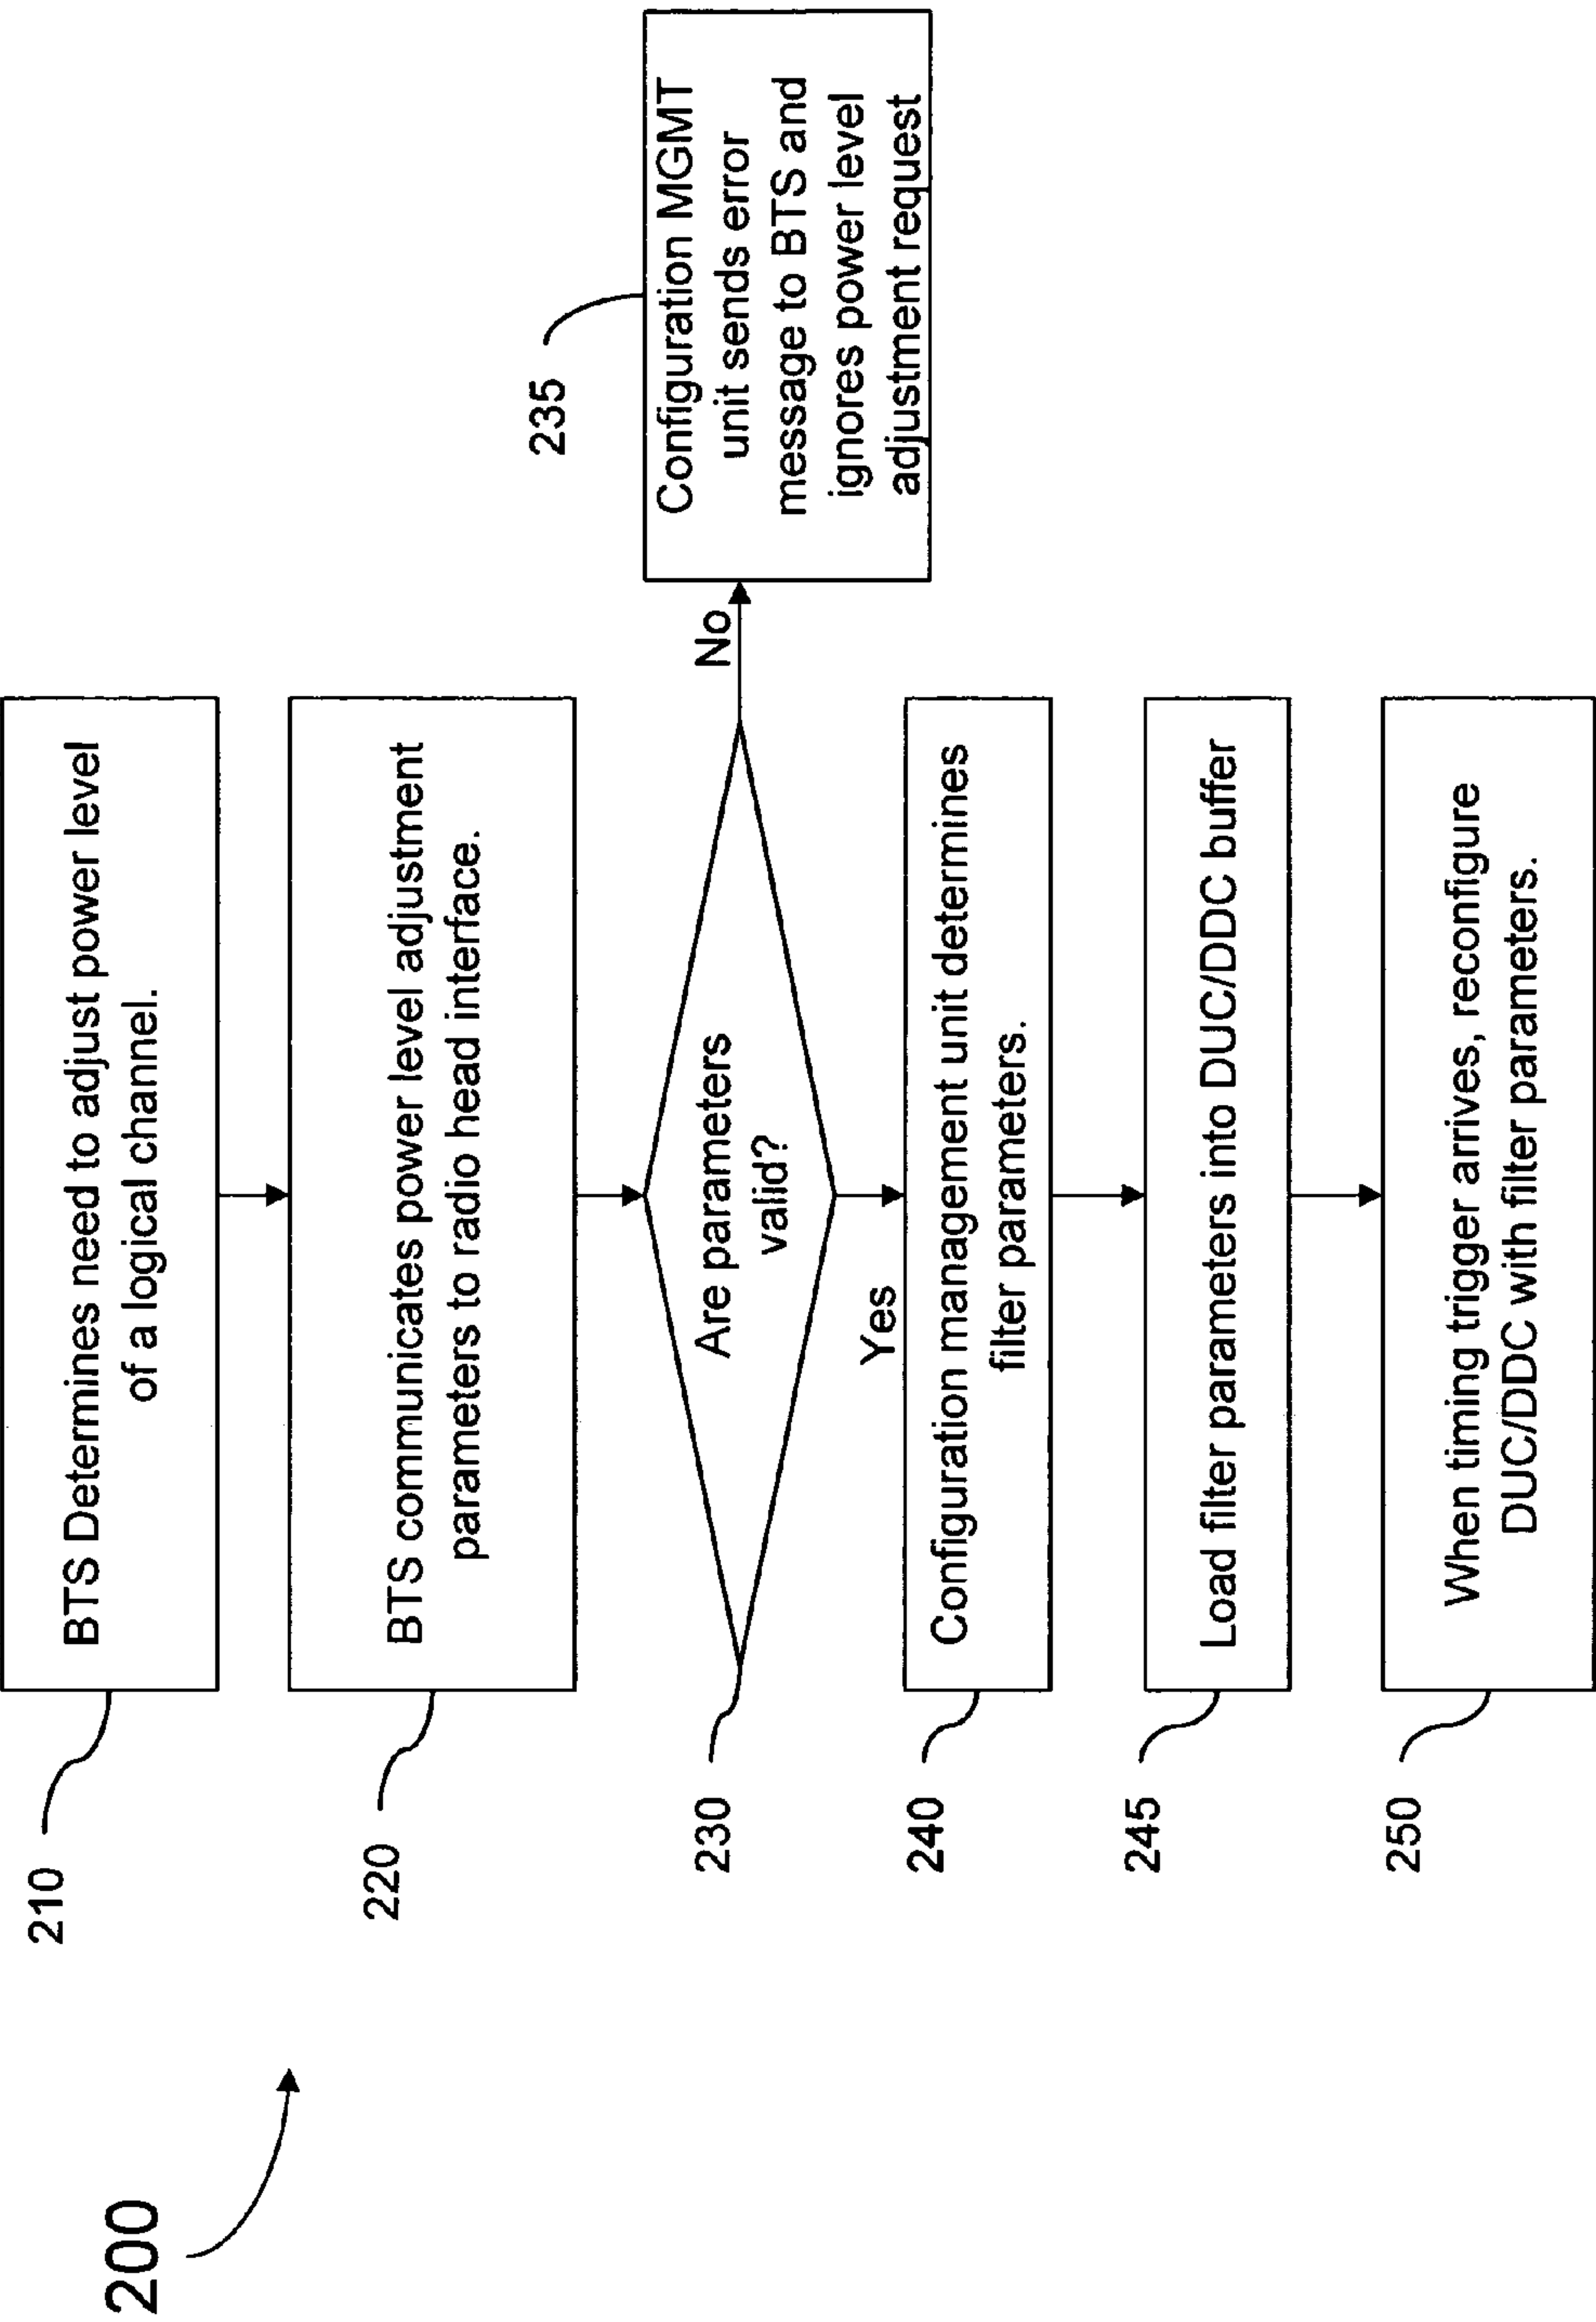 200
210
BTS Determines need to adjust power level
of a logical channel.
220
BTS communicates power level adjustment
parameters to radio head interface.
230
Are parameters
valid?
No
235
Configuration MGMT
unit sends error
message to BTS and
ignores power level
adjustment request
Yes
240
Configuration management unit determines
filter parameters.
245
Load filter parameters into DUC/DDC buffer
250
When timing trigger arrives, reconfigure
DUC/DDC with filter parameters.